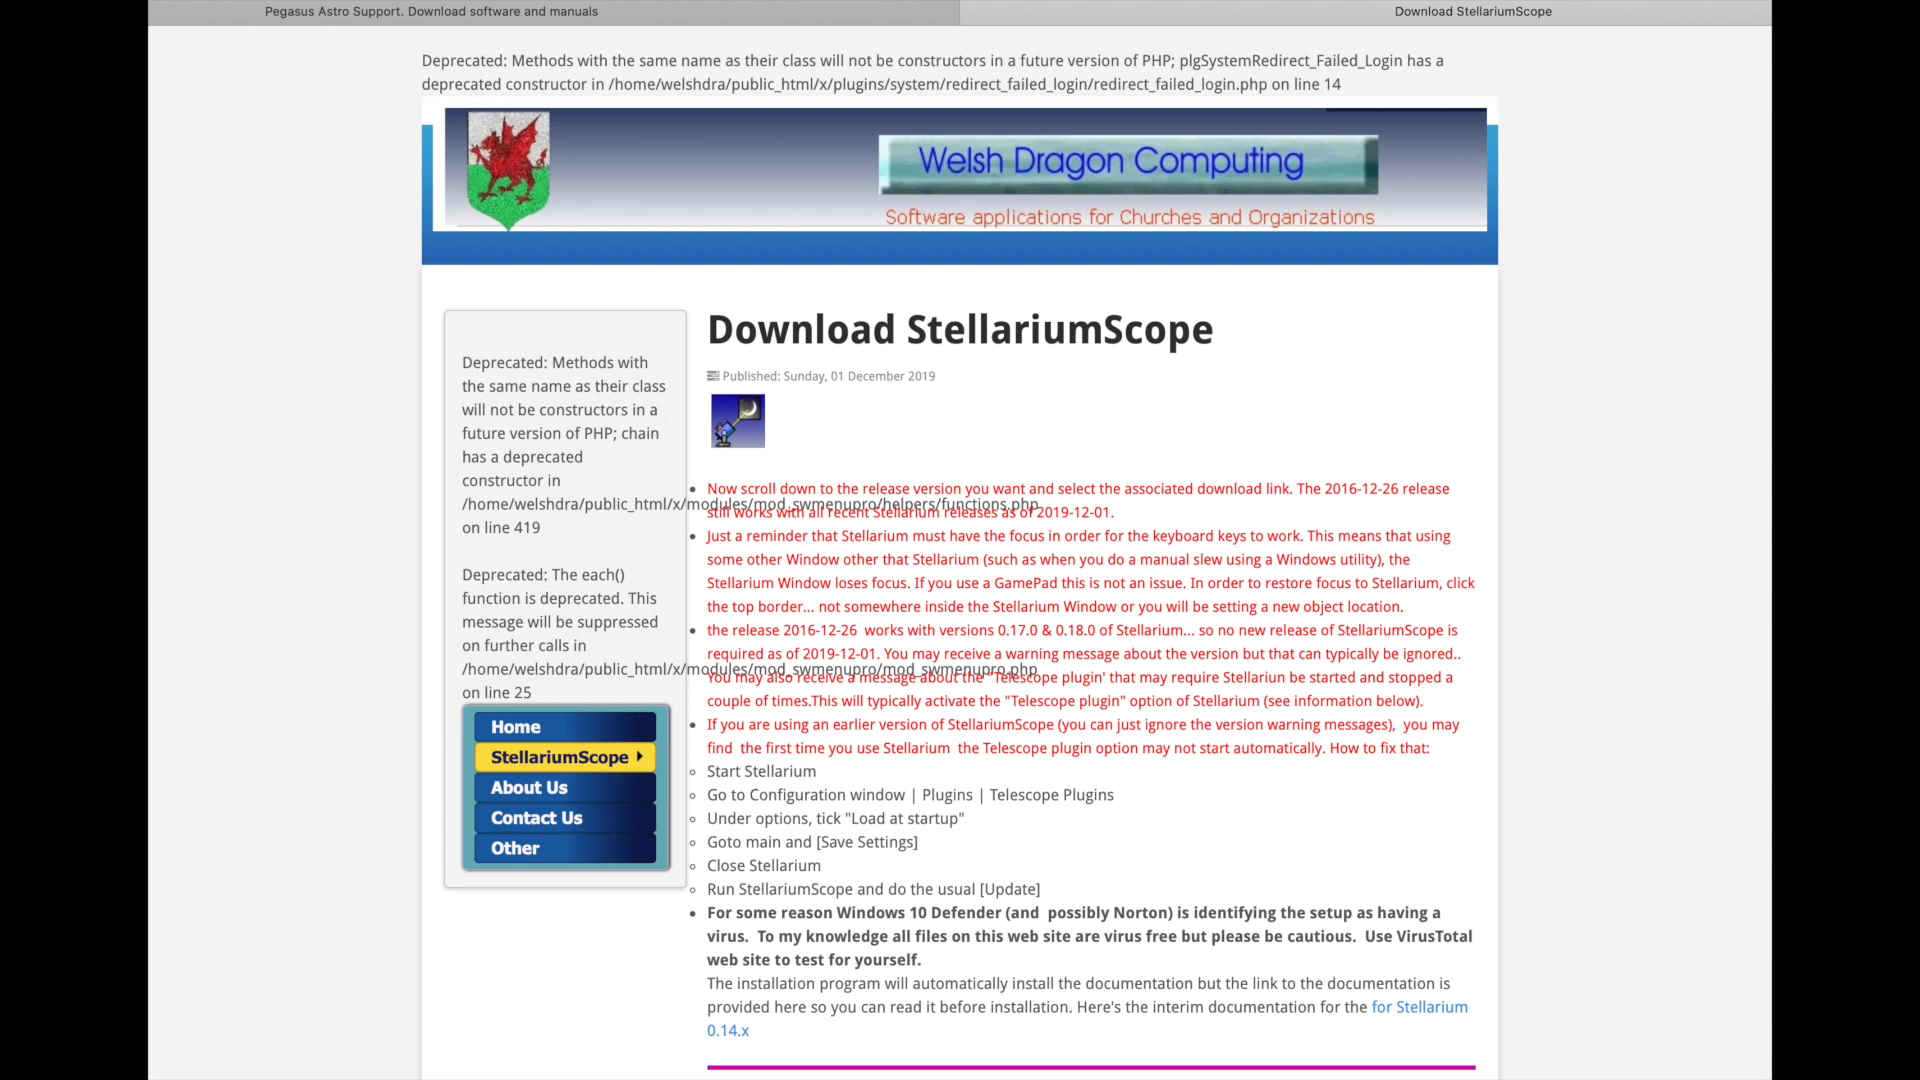 Pegasus Astro Support. Download software and manuals
Download StellariumScope
Deprecated: Methods with the same name as their class will not be constructors in a future version of PHP; plgSystemRedirect_Failed_Login has a
deprecated constructor in /home/welshdra/public_html/x/plugins/system/redirect_failed_login/redirect_failed_login.php on line 14
Welsh Dragon Computing
Software applications for Churches and Organizations
Deprecated: Methods with
the same name as their class
will not be constructors in a
future version of PHP; chain
has a deprecated
constructor in
/home/welshdra/public_html/x/modules/mod_swmenupro/helpers/functions.php
on line 419
Deprecated: The each()
function is deprecated. This
message will be suppressed
on further calls in
/home/welshdra/public_html/x/modules/mod_swmenupro/mod_swmenupro.php
on line 25
Home
StellariumScope
About Us
Contact Us
Other
Download StellariumScope
Published: Sunday, 01 December 2019
Now scroll down to the release version you want and select the associated download link. The 2016-12-26 release
still works with all recent Stellarium releases as of 2019-12-01.
Just a reminder that Stellarium must have the focus in order for the keyboard keys to work. This means that using
some other Window other that Stellarium (such as when you do a manual slew using a Windows utility), the
Stellarium Window loses focus. If you use a GamePad this is not an issue. In order to restore focus to Stellarium, click
the top border... not somewhere inside the Stellarium Window or you will be setting a new object location.
the release 2016-12-26 works with versions 0.17.0 & 0.18.0 of Stellarium... so no new release of StellariumScope is
required as of 2019-12-01. You may receive a warning message about the version but that can typically be ignored..
You may also receive a message about the "Telescope plugin' that may require Stellariun be started and stopped a
couple of times.This will typically activate the "Telescope plugin" option of Stellarium (see information below).
If you are using an earlier version of StellariumScope (you can just ignore the version warning messages), you may
find the first time you use Stellarium the Telescope plugin option may not start automatically. How to fix that:
Start Stellarium
Go to Configuration window | Plugins | Telescope Plugins
Under options, tick "Load at startup"
Goto main and [Save Settings]
Close Stellarium
Run StellariumScope and do the usual [Update]
For some reason Windows 10 Defender (and possibly Norton) is identifying the setup as having a
virus. To my knowledge all files on this web site are virus free but please be cautious. Use VirusTotal
web site to test for yourself.
The installation program will automatically install the documentation but the link to the documentation is
provided here so you can read it before installation. Here's the interim documentation for the for Stellarium
0.14.x